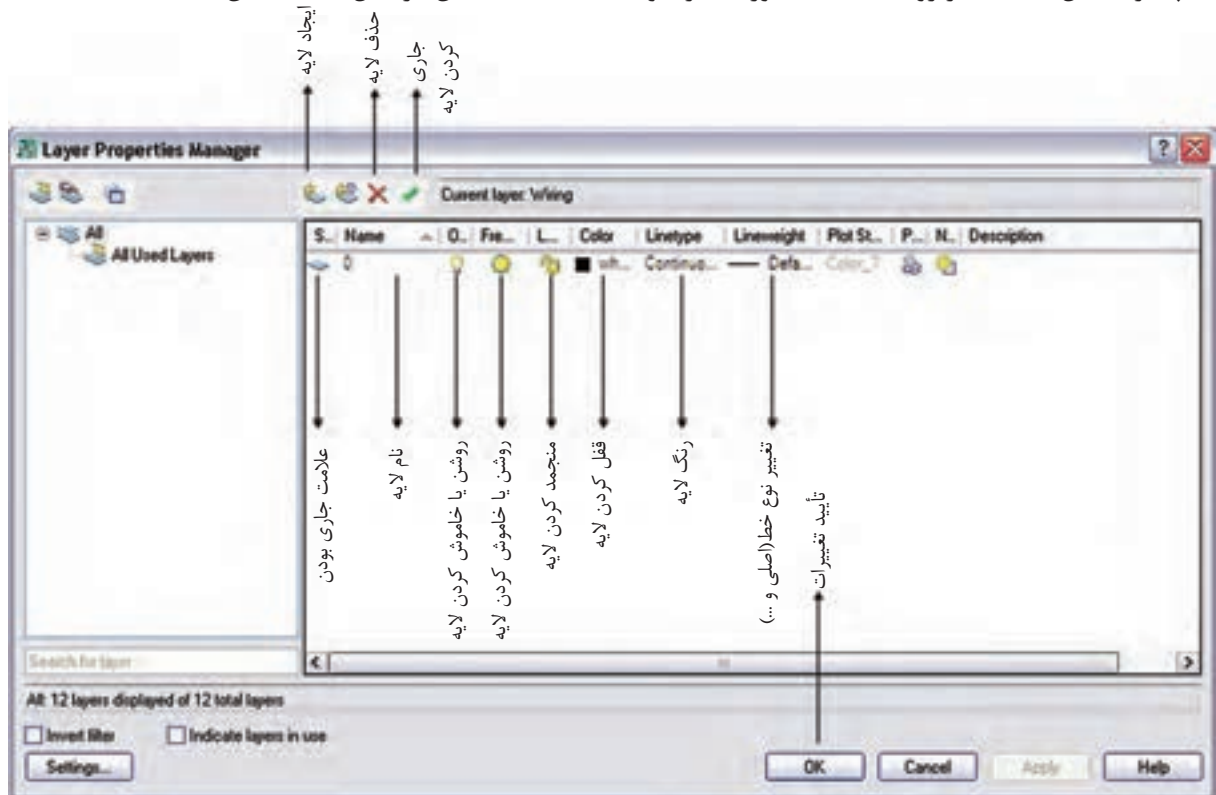 ایجاد لایه
حذف لایه
جاری
کردن لایه
Layer Properties Manager
Current layer: Wiring
All
All Used Layers
S.. Name O.. Fre... L... Color Linetype Lineweight Plot St... P... N.. Description
0 wh... Continuo... Defa... Color_7
علامت جاری بودن
نام لایه
روشن یا خاموش کردن لایه
روشن یا خاموش کردن لایه
منجمد کردن لایه
قفل کردن لایه
رنگ لایه
تغییر نوع خط(اصلی و ...)
تأیید تغییرات
Search for layer
All: 12 layers displayed of 12 total layers
Invert filter Indicate layers in use
Settings... OK Cancel Apply Help